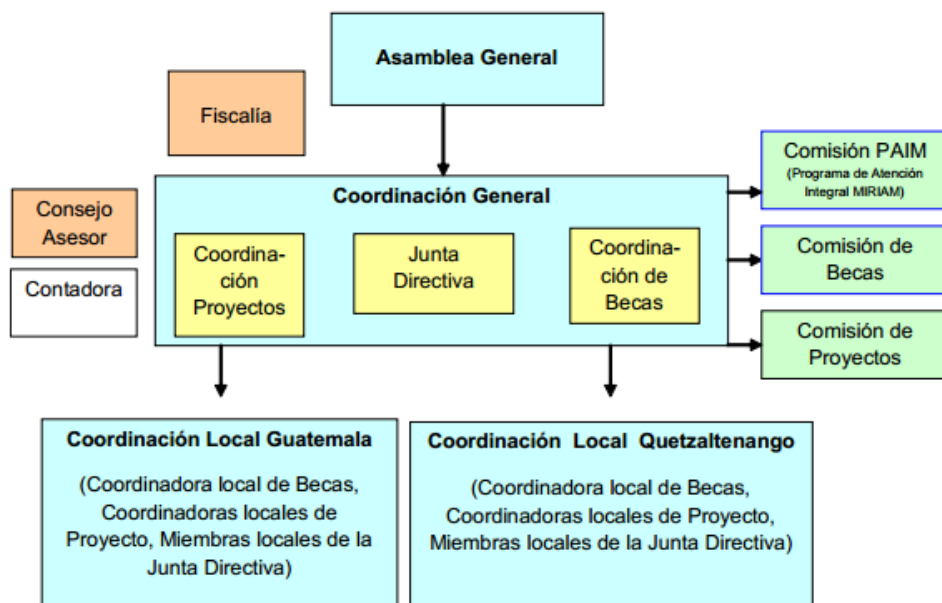 Asamblea General
Fiscalía
Comisión PAIM
(Programa de Atención
Integral MIRIAM)
Coordinación General
Consejo
Asesor
Contadora
Coordina-
ción
Proyectos
Junta
Directiva
Coordina-
ción de
Becas
Comisión de
Becas
Comisión de
Proyectos
Coordinación Local Guatemala
(Coordinadora local de Becas,
Coordinadoras locales de
Proyecto, Miembras locales de la
Junta Directiva)
Coordinación Local Quetzaltenango
(Coordinadora local de Becas,
Coordinadoras locales de Proyecto,
Miembras locales de la Junta Directiva)